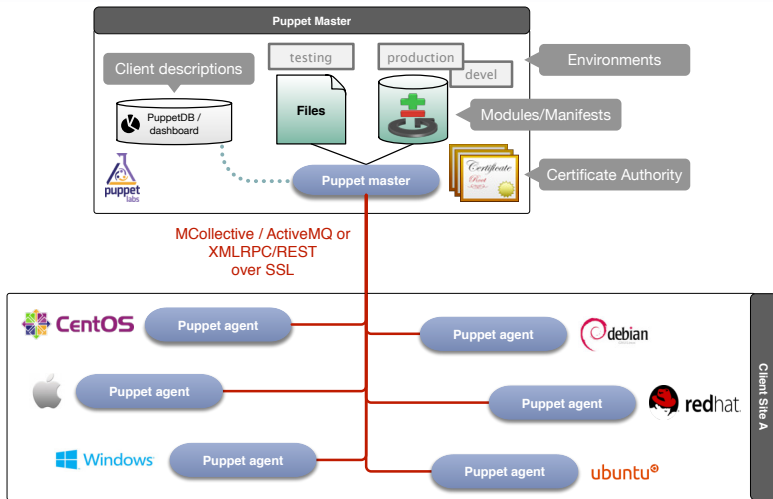 Puppet Master
testing
production
devel
Environments
Client descriptions
PuppetDB /
dashboard
Files
Modules/Manifests
puppet
labs
Puppet master
Certificate
Root
Certificate Authority
MCollective / ActiveMQ or
XMLRPC/REST
over SSL
CentOS
Puppet agent
Puppet agent
debian
Puppet agent
Puppet agent
redhat.
Client Site A
Windows
Puppet agent
Puppet agent
ubuntu